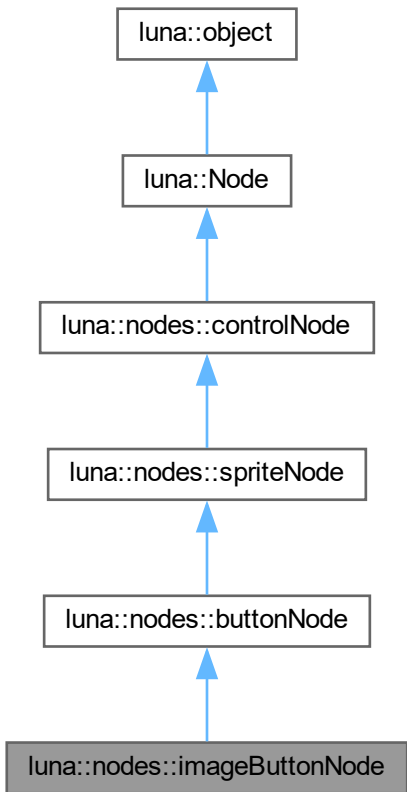 luna::object
luna::Node
luna::nodes::controlNode
luna::nodes::spriteNode
luna::nodes::buttonNode
luna::nodes::imageButtonNode